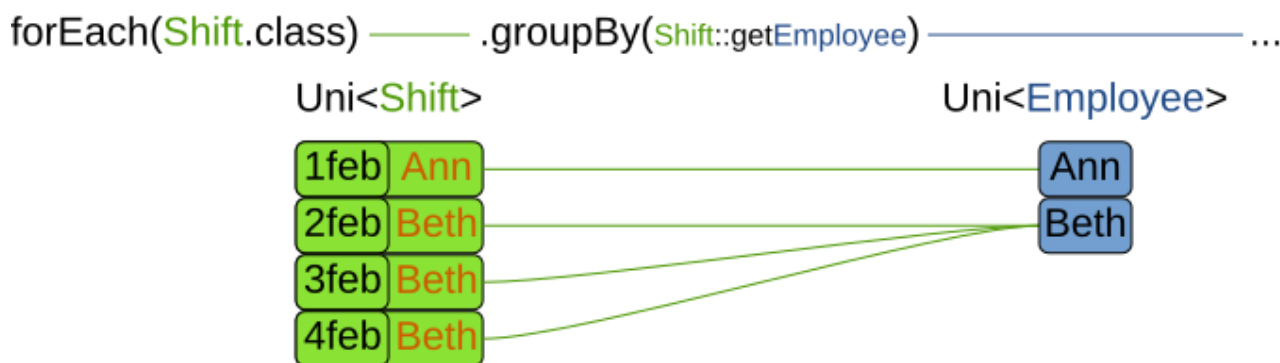 forEach(Shift.class) .groupBy(Shift::getEmployee) ...
Uni<Shift> Uni<Employee>
1feb Ann Ann
2feb Beth Beth
3feb Beth
4feb Beth